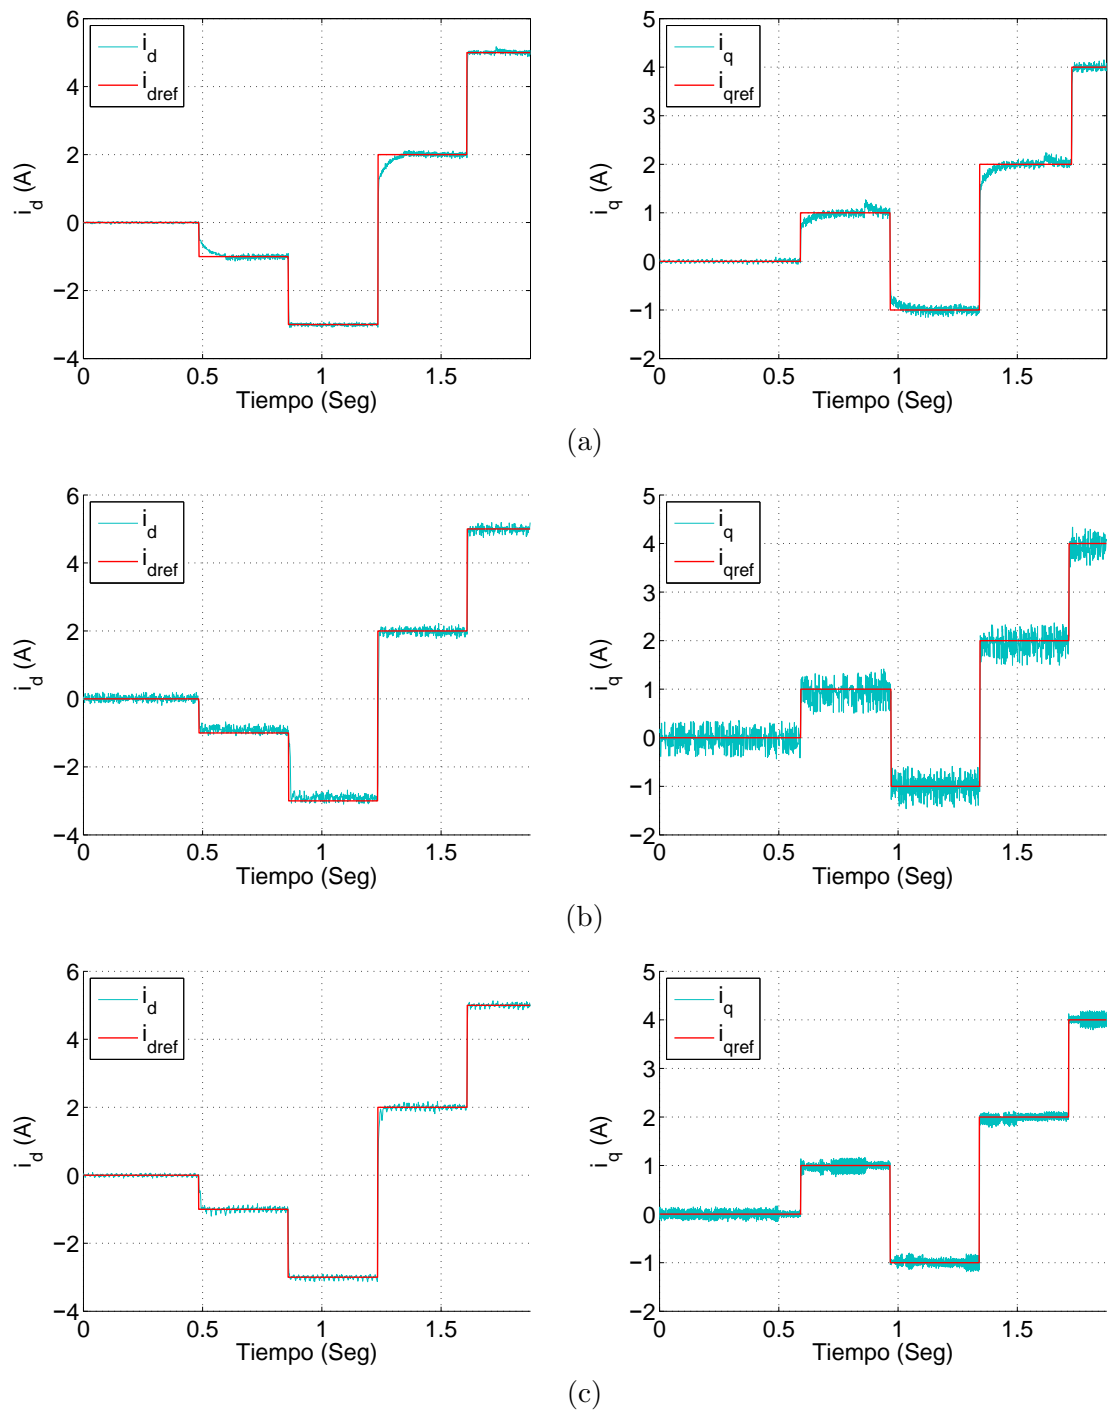 6
4
2
0
−2
−4
i_d (A)
i_d
i_dref
0 0.5 1 1.5
Tiempo (Seg)
5
4
3
2
1
0
−1
−2
i_q (A)
i_q
i_qref
0 0.5 1 1.5
Tiempo (Seg)
(a)
6
4
2
0
−2
−4
i_d (A)
i_d
i_dref
0 0.5 1 1.5
Tiempo (Seg)
5
4
3
2
1
0
−1
−2
i_q (A)
i_q
i_qref
0 0.5 1 1.5
Tiempo (Seg)
(b)
6
4
2
0
−2
−4
i_d (A)
i_d
i_dref
0 0.5 1 1.5
Tiempo (Seg)
5
4
3
2
1
0
−1
−2
i_q (A)
i_q
i_qref
0 0.5 1 1.5
Tiempo (Seg)
(c)